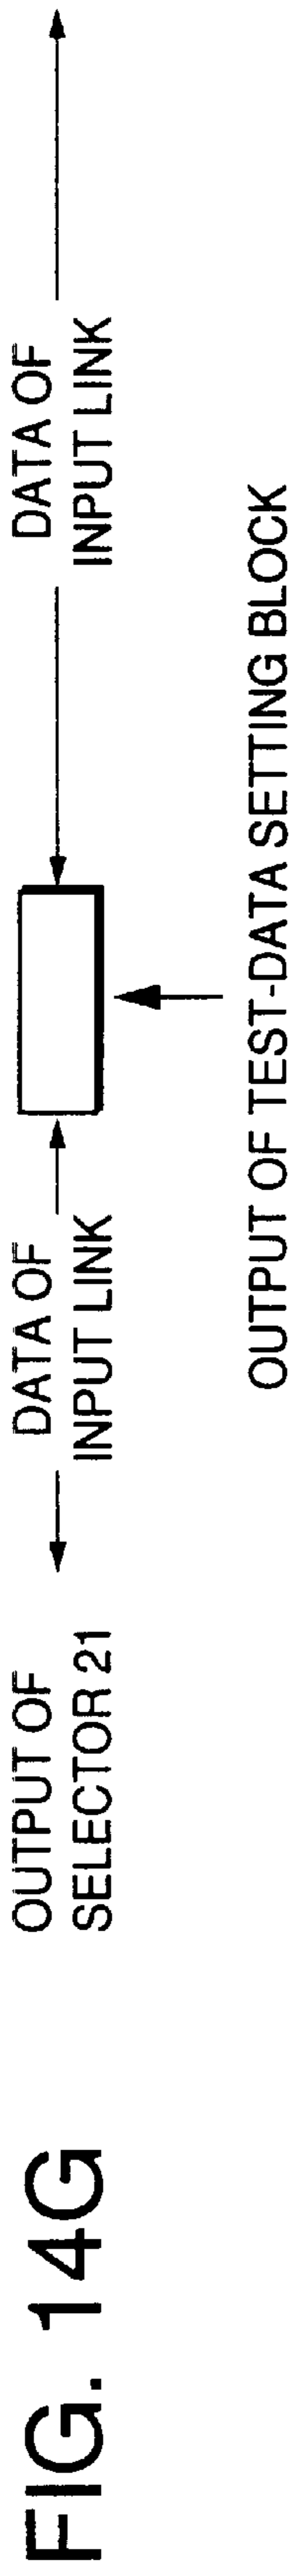 FIG. 14G
OUTPUT OF
SELECTOR 21
DATA OF
INPUT LINK
DATA OF
INPUT LINK
OUTPUT OF TEST-DATA SETTING BLOCK